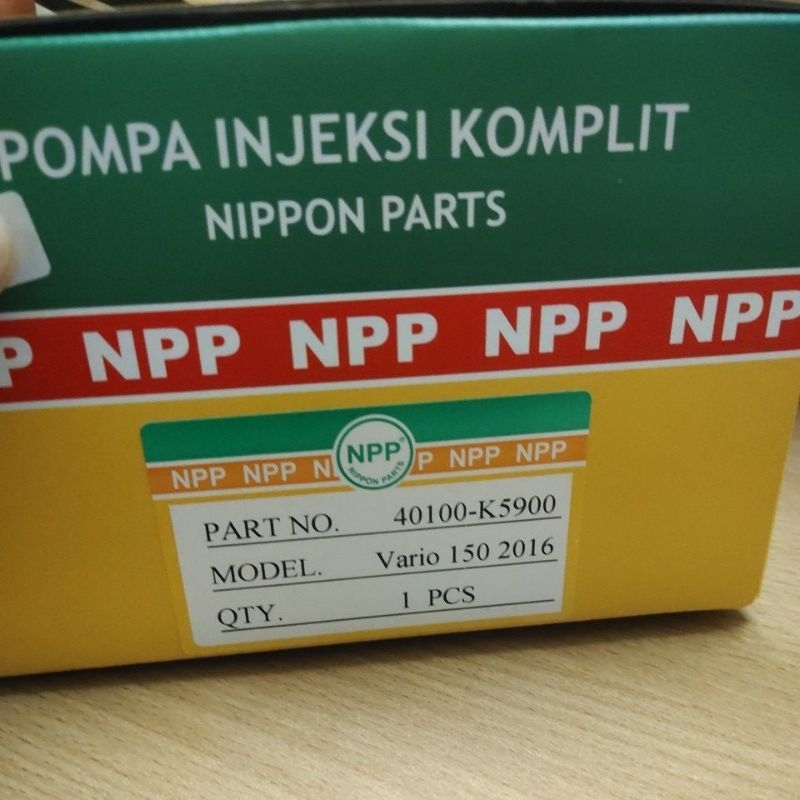 POMPA INJEKSI KOMPLIT
NIPPON PARTS
P NPP NPP NPP NPP
NPP NPP N NPP® P NPP NPP
NIPPON PARTS
PART NO. 40100-K5900
MODEL. Vario 150 2016
QTY. 1 PCS